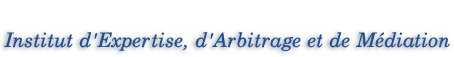 Institut d'Expertise, d'Arbitrage et de Médiation